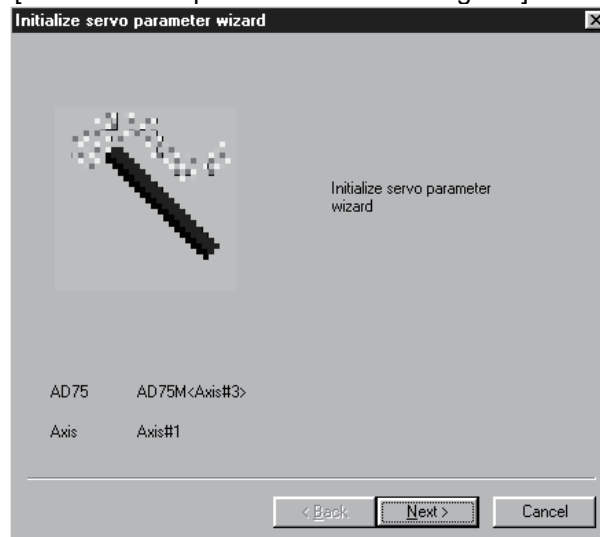 Initialize servo parameter wizard
Initialize servo parameter
wizard
AD75 AD75M<Axis#3>
Axis Axis#1
< Back Next > Cancel